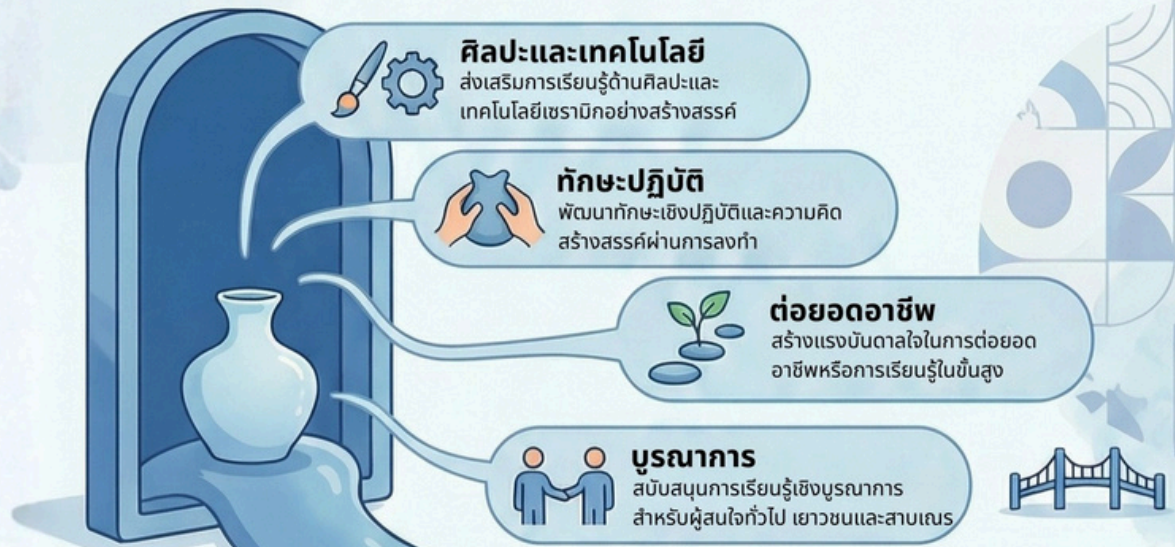 ศิลปะและเทคโนโลยี
ส่งเสริมการเรียนรู้ด้านศิลปะและ
เทคโนโลยีเซรามิกอย่างสร้างสรรค์
ทักษะปฏิบัติ
พัฒนาทักษะเชิงปฏิบัติและความคิด
สร้างสรรค์ผ่านการลงทำ
ต่อยอดอาชีพ
สร้างแรงบันดาลใจในการต่อยอด
อาชีพหรือการเรียนรู้ในขั้นสูง
บูรณาการ
สบับสนุนการเรียนรู้เชิงบูรณาการ
สำหรับผู้สนใจทั่วไป เยาวชนและสาบเณร